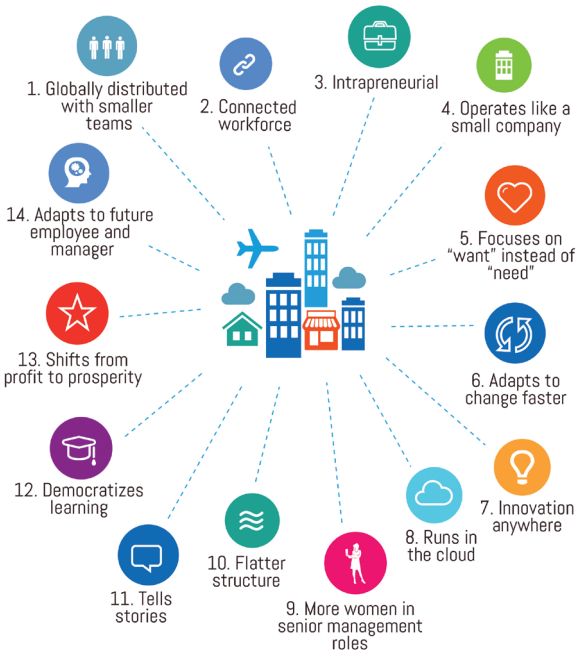 1. Globally distributed
with smaller
teams
2. Connected
workforce
3. Intrapreneurial
4. Operates like a
small company
5. Focuses on
“want” instead of
“need”
6. Adapts to
change faster
7. Innovation
anywhere
8. Runs in
the cloud
9. More women in
senior management
roles
10. Flatter
structure
11. Tells
stories
12. Democratizes
learning
13. Shifts from
profit to prosperity
14. Adapts to future
employee and
manager